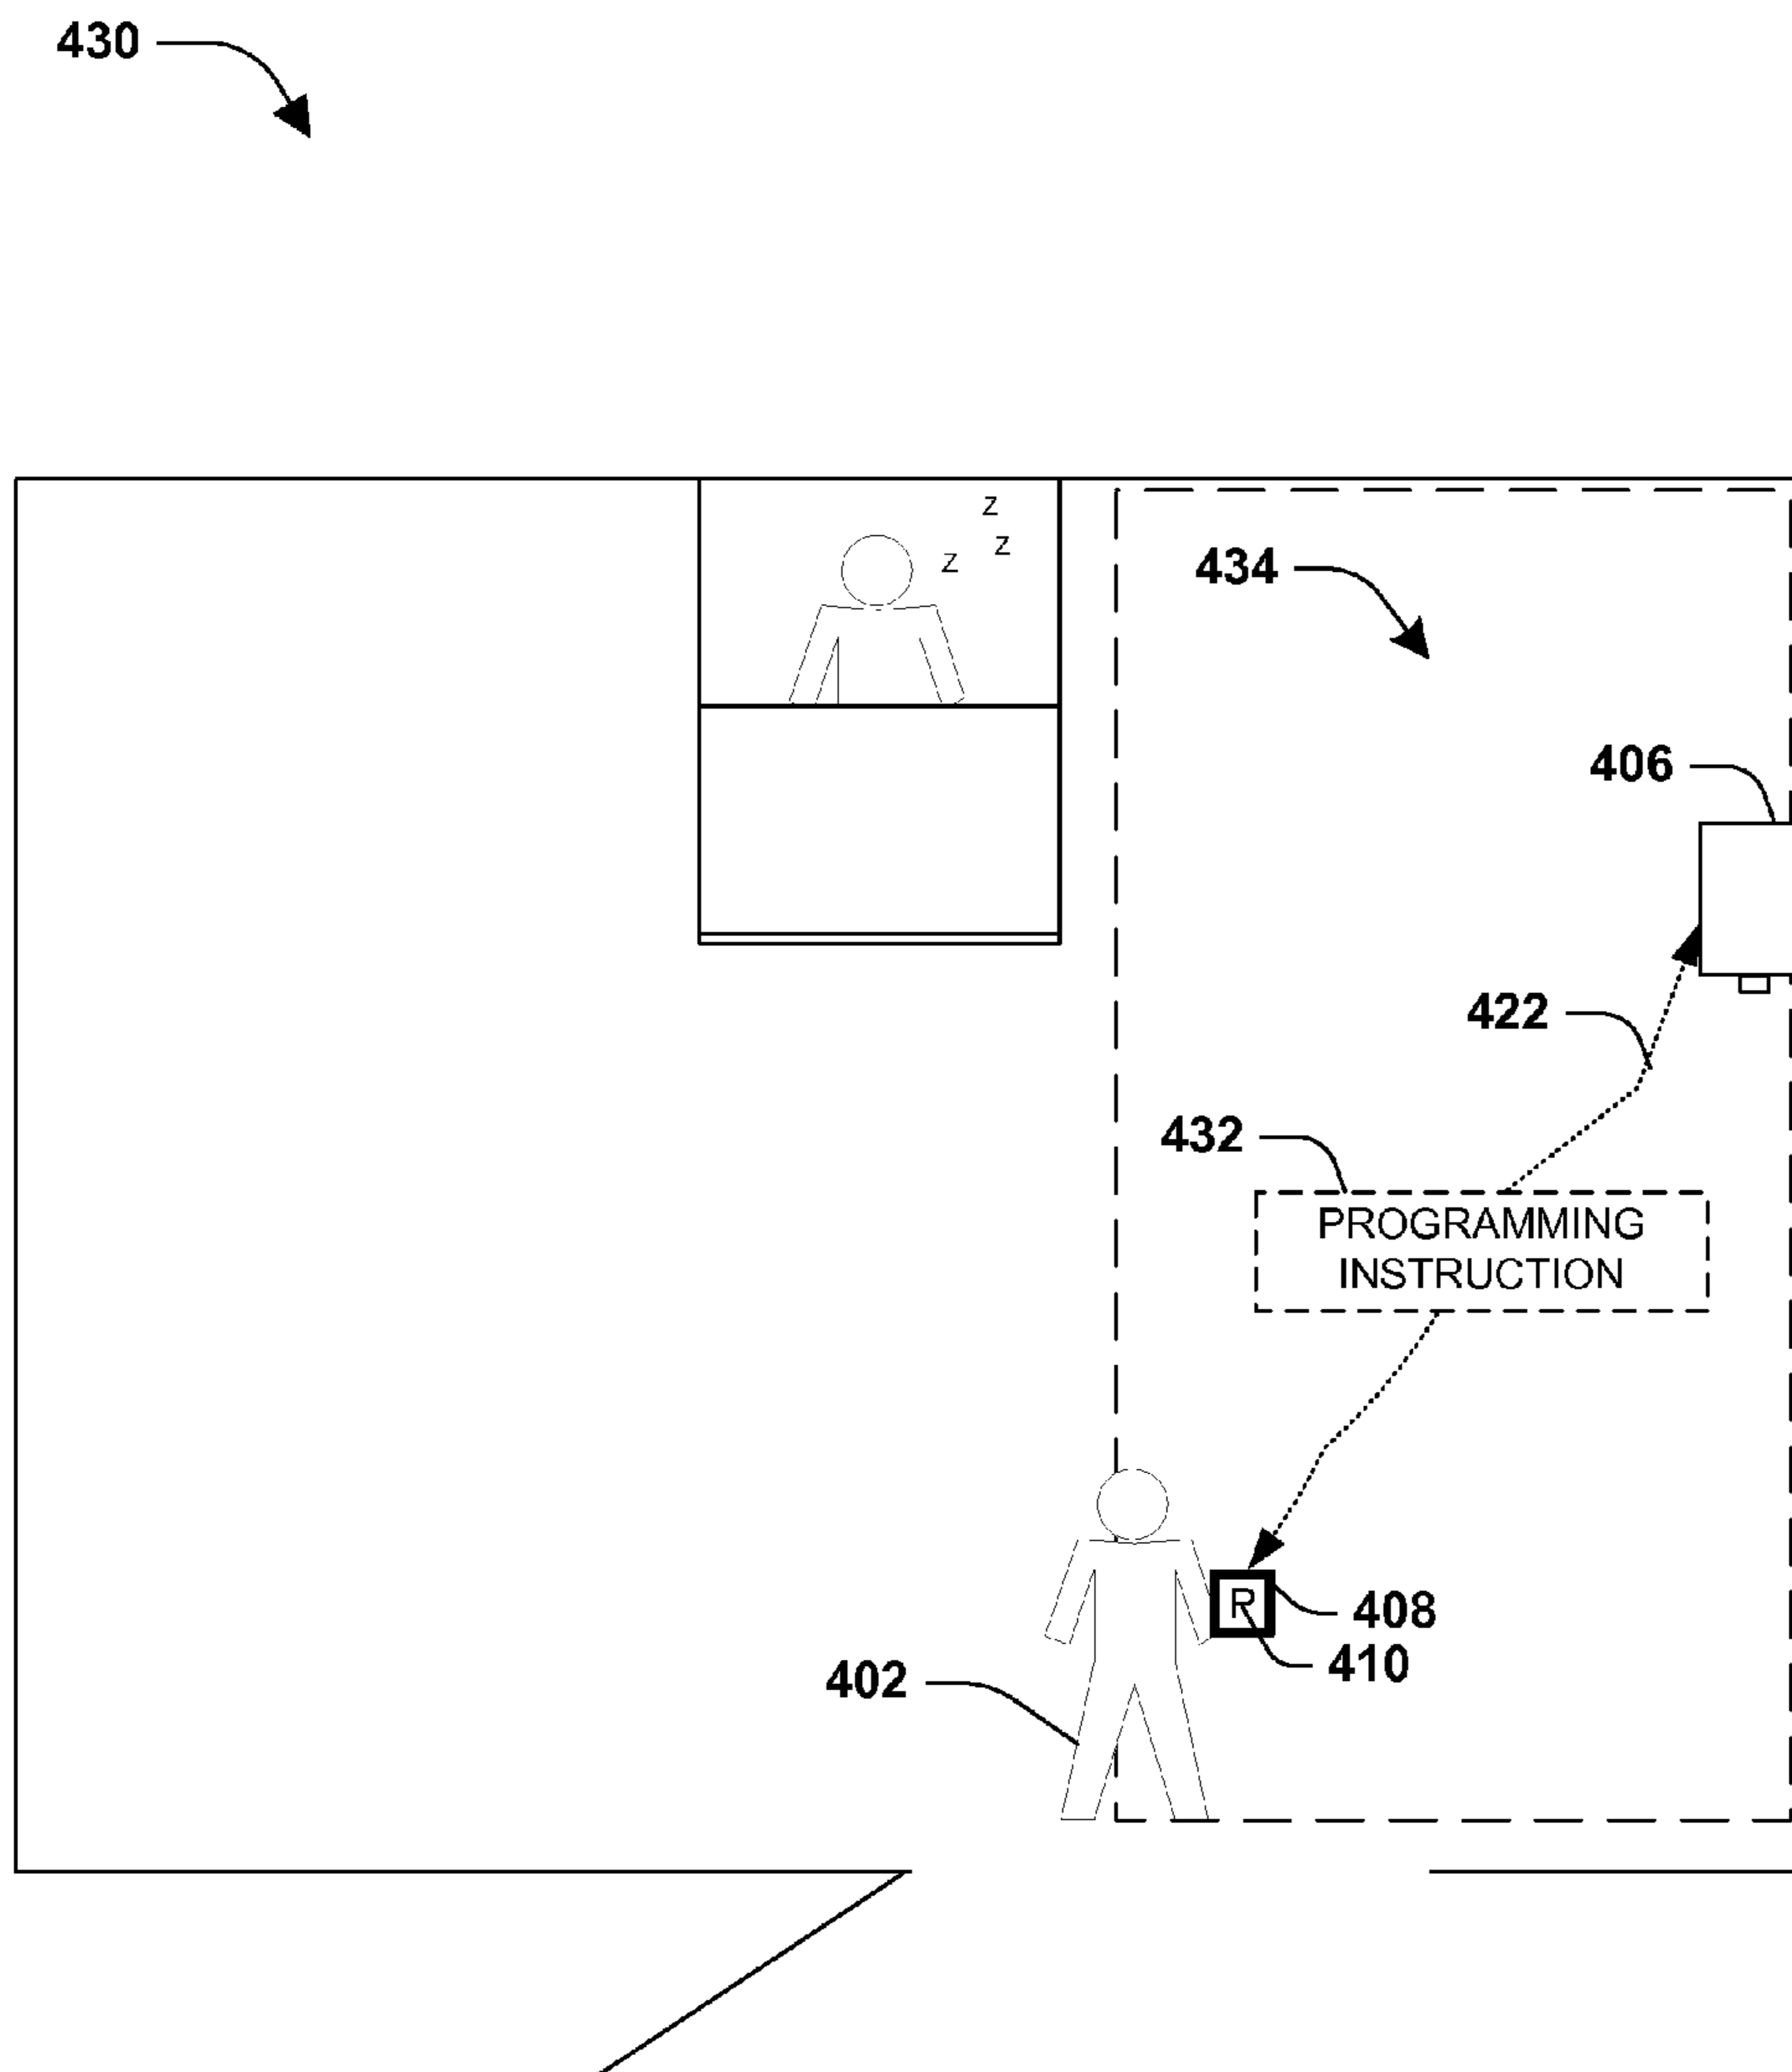 430
z
z
z
434
406
422
432
PROGRAMMING
INSTRUCTION
R
408
410
402